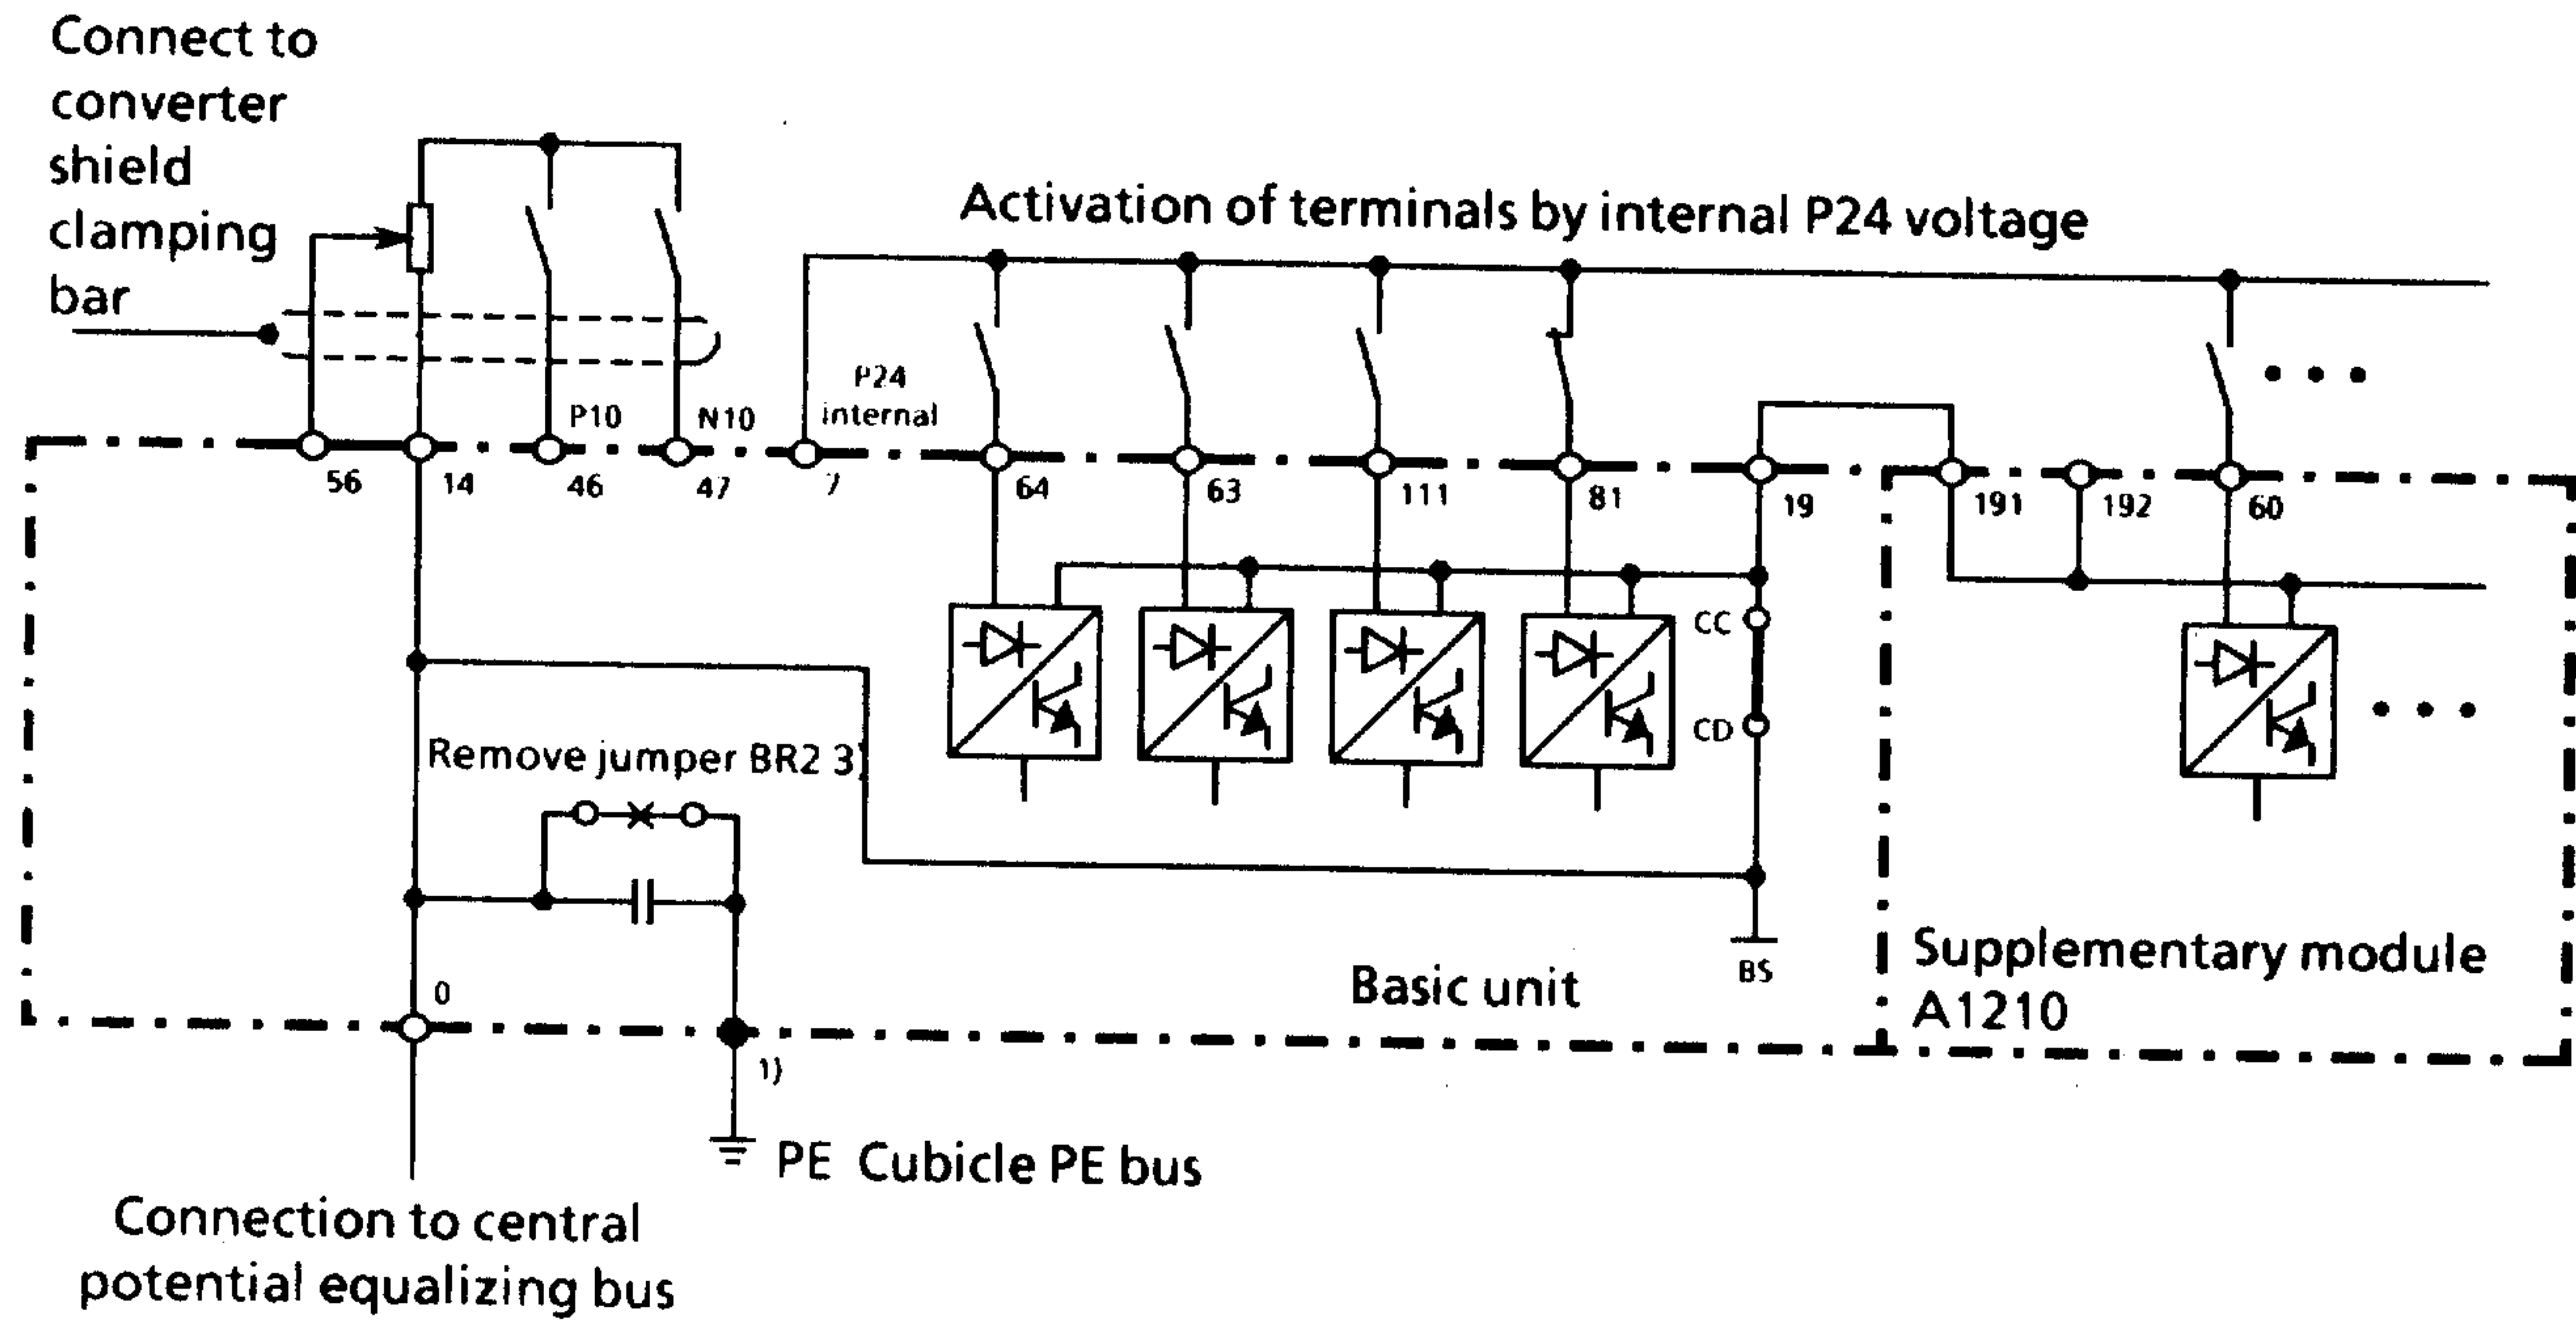 Connect to
converter
shield
clamping
bar
Activation of terminals by internal P24 voltage
P24
internal
P10
N10
56
14
46
47
7
64
63
111
81
19
191
192
60
CC
CD
Remove jumper BR2 3)
BS
Basic unit
Supplementary module
A1210
0
1)
PE Cubicle PE bus
Connection to central
potential equalizing bus